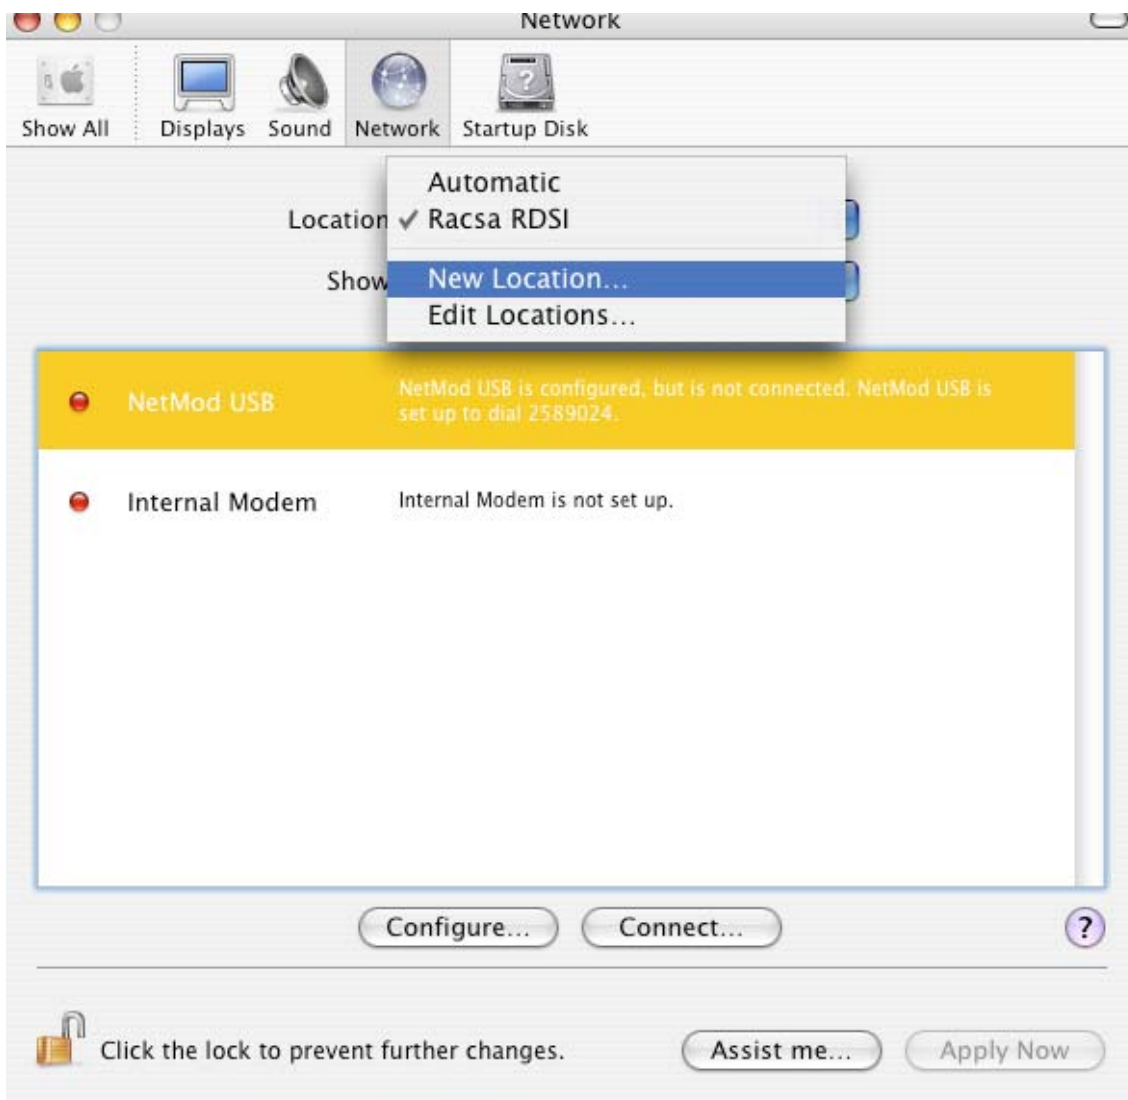 Network
Show All Displays Sound Network Startup Disk
Automatic
Location ✓ Racsa RDSI
Show New Location...
Edit Locations...
NetMod USB NetMod USB is configured, but is not connected. NetMod USB is
set up to dial 2589024.
Internal Modem Internal Modem is not set up.
Configure... Connect... ?
Click the lock to prevent further changes. Assist me... Apply Now